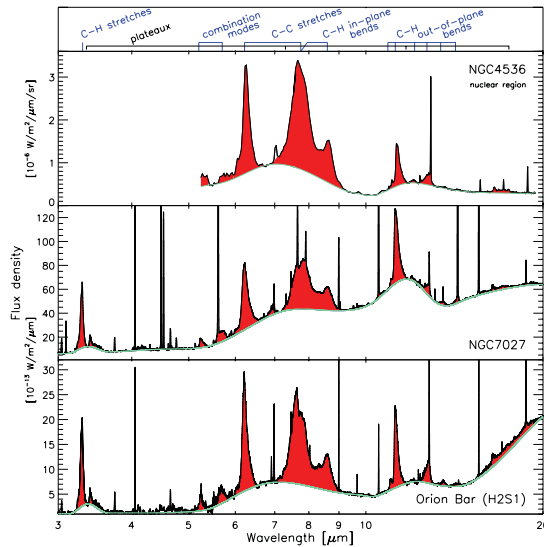 C-H stretches
plateaux
combination modes
C-C stretches
C-H in-plane bends
C-H out-of-plane bends
NGC4536
nuclear region
[10⁻⁶ W/m²/μm/sr]
3
2
1
0
Flux density
120
100
80
60
40
20
NGC7027
[10⁻¹³ W/m²/μm]
30
25
20
15
10
5
Orion Bar (H2S1)
3 4 5 6 7 8 9 10 20
Wavelength [μm]